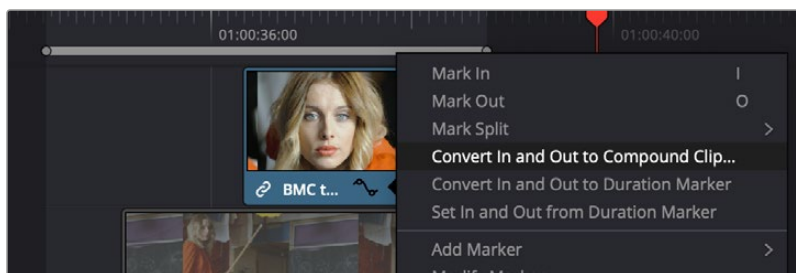 01:00:36:00
01:00:40:00
Mark In I
Mark Out O
Mark Split >
Convert In and Out to Compound Clip...
Convert In and Out to Duration Marker
Set In and Out from Duration Marker
BMC t...
Add Marker >